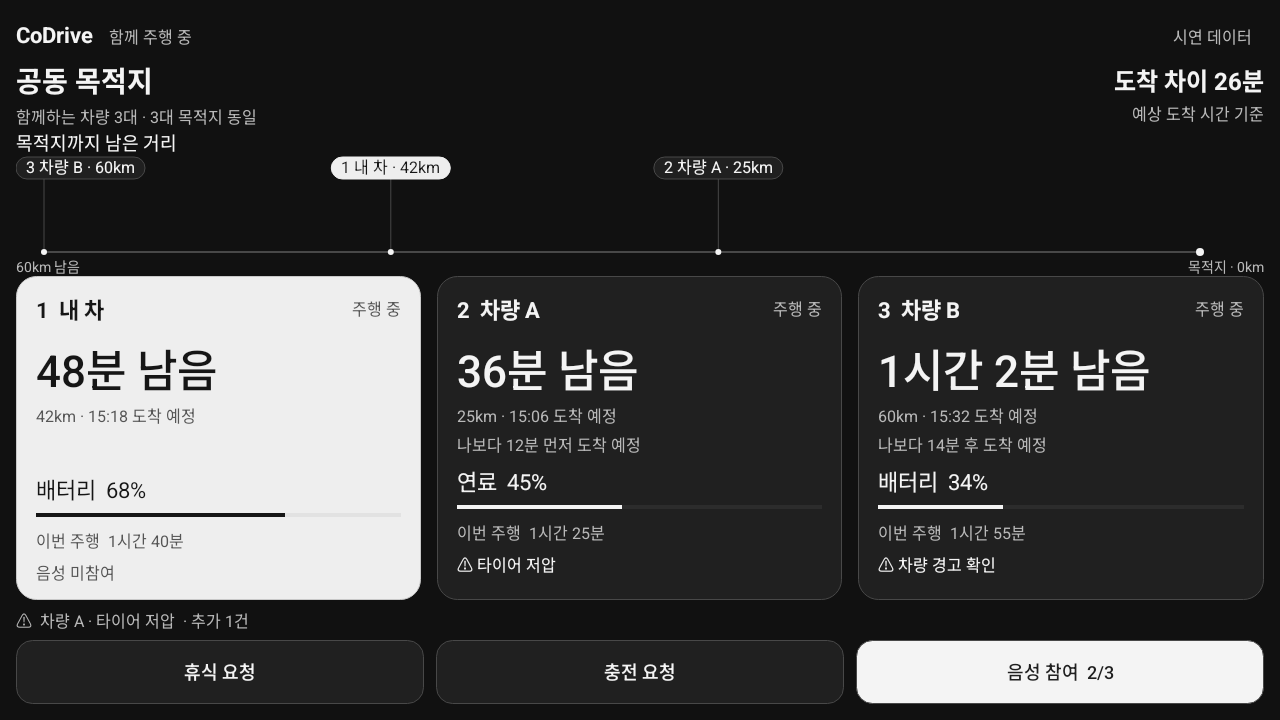 CoDrive 함께 주행 중
시연 데이터
공동 목적지
도착 차이 26분
함께하는 차량 3대 · 3대 목적지 동일
예상 도착 시간 기준
목적지까지 남은 거리
3 차량 B · 60km
1 내 차 · 42km
2 차량 A · 25km
60km 남음
목적지 · 0km
1 내 차
주행 중
48분 남음
42km · 15:18 도착 예정
배터리 68%
이번 주행 1시간 40분
음성 미참여
2 차량 A
주행 중
36분 남음
25km · 15:06 도착 예정
나보다 12분 먼저 도착 예정
연료 45%
이번 주행 1시간 25분
타이어 저압
3 차량 B
주행 중
1시간 2분 남음
60km · 15:32 도착 예정
나보다 14분 후 도착 예정
배터리 34%
이번 주행 1시간 55분
차량 경고 확인
차량 A · 타이어 저압 · 추가 1건
휴식 요청
충전 요청
음성 참여 2/3